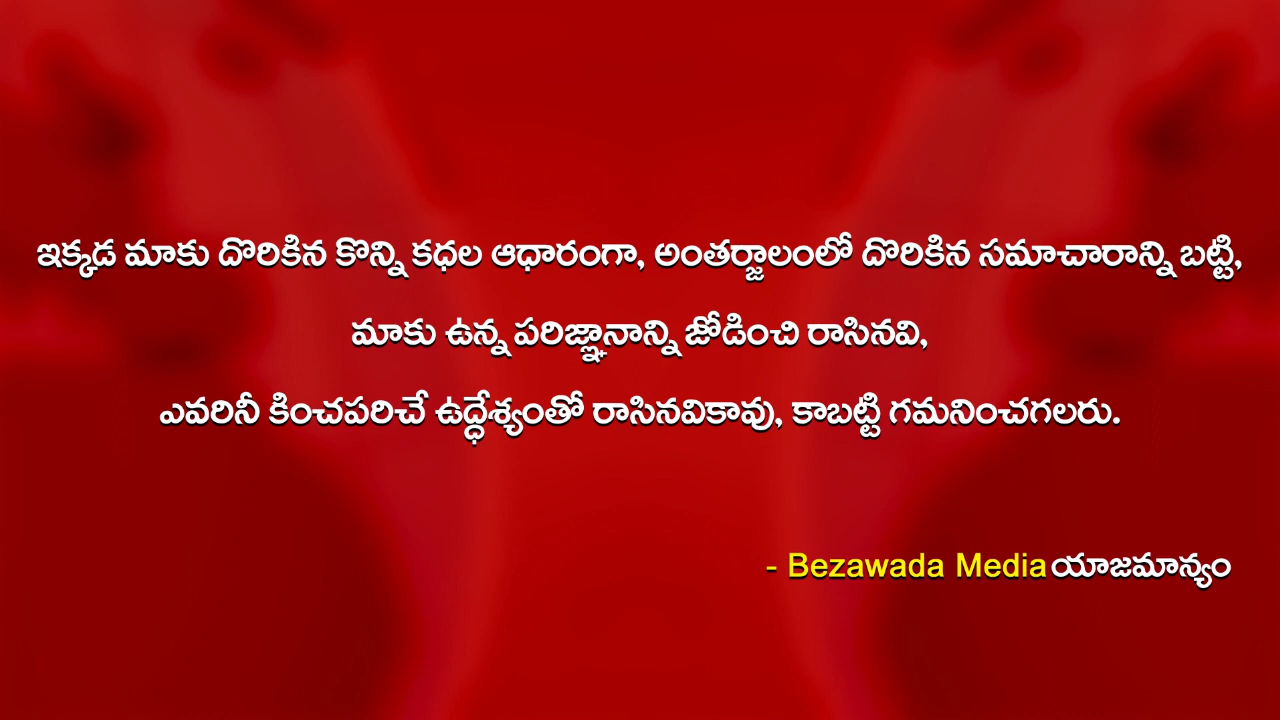 ఇక్కడ మాకు దొరికిన కొన్ని కధల ఆధారంగా, అంతర్జాలంలో దొరికిన సమాచారాన్ని బట్టి,
మాకు ఉన్న పరిజ్ఞానాన్ని జోడించి రాసినవి,
ఎవరినీ కించపరిచే ఉద్ధేశ్యంతో రాసినవికావు, కాబట్టి గమనించగలరు.
- Bezawada Media యాజమాన్యం